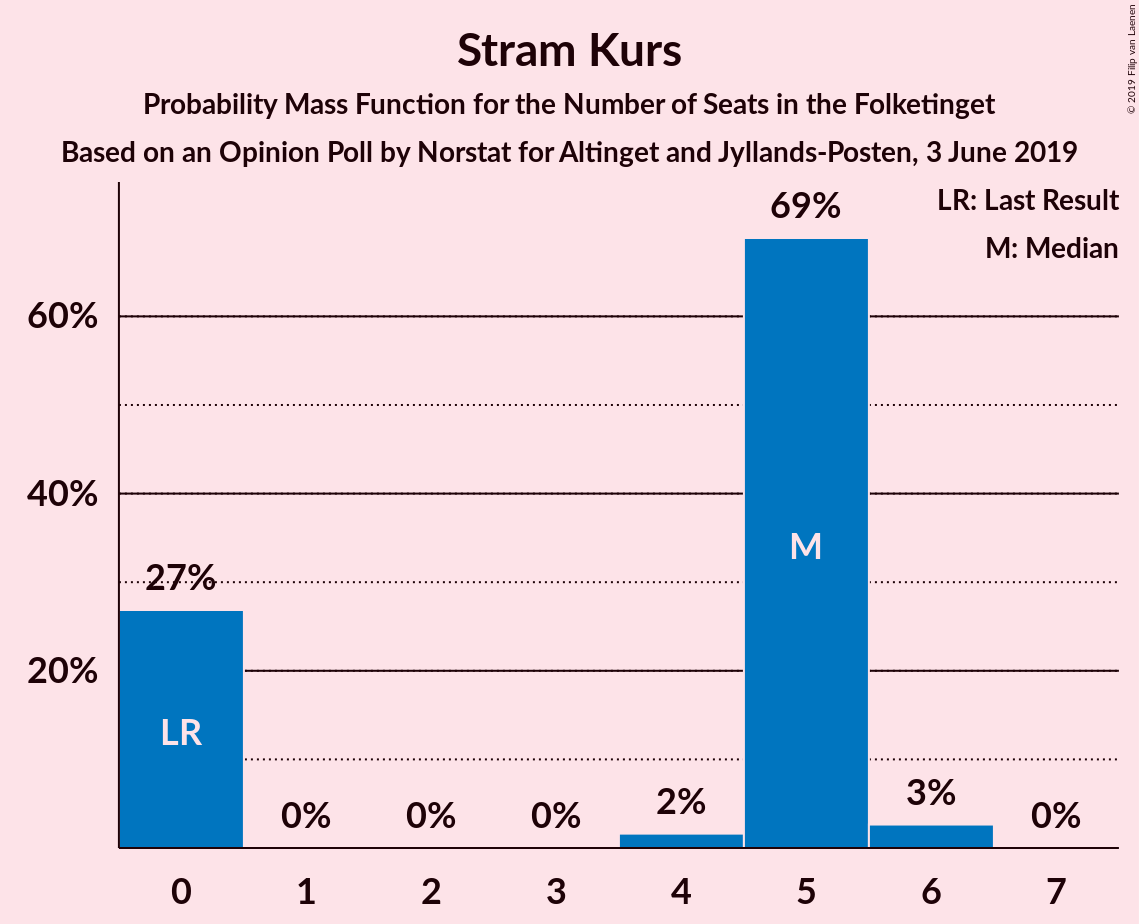 Stram Kurs
Probability Mass Function for the Number of Seats in the Folketinget
Based on an Opinion Poll by Norstat for Altinget and Jyllands-Posten, 3 June 2019
© 2019 Filip van Laenen
LR: Last Result
M: Median
69%
60%
40%
M
27%
20%
LR
0%
0%
0%
2%
3%
0%
0
1
2
3
4
5
6
7